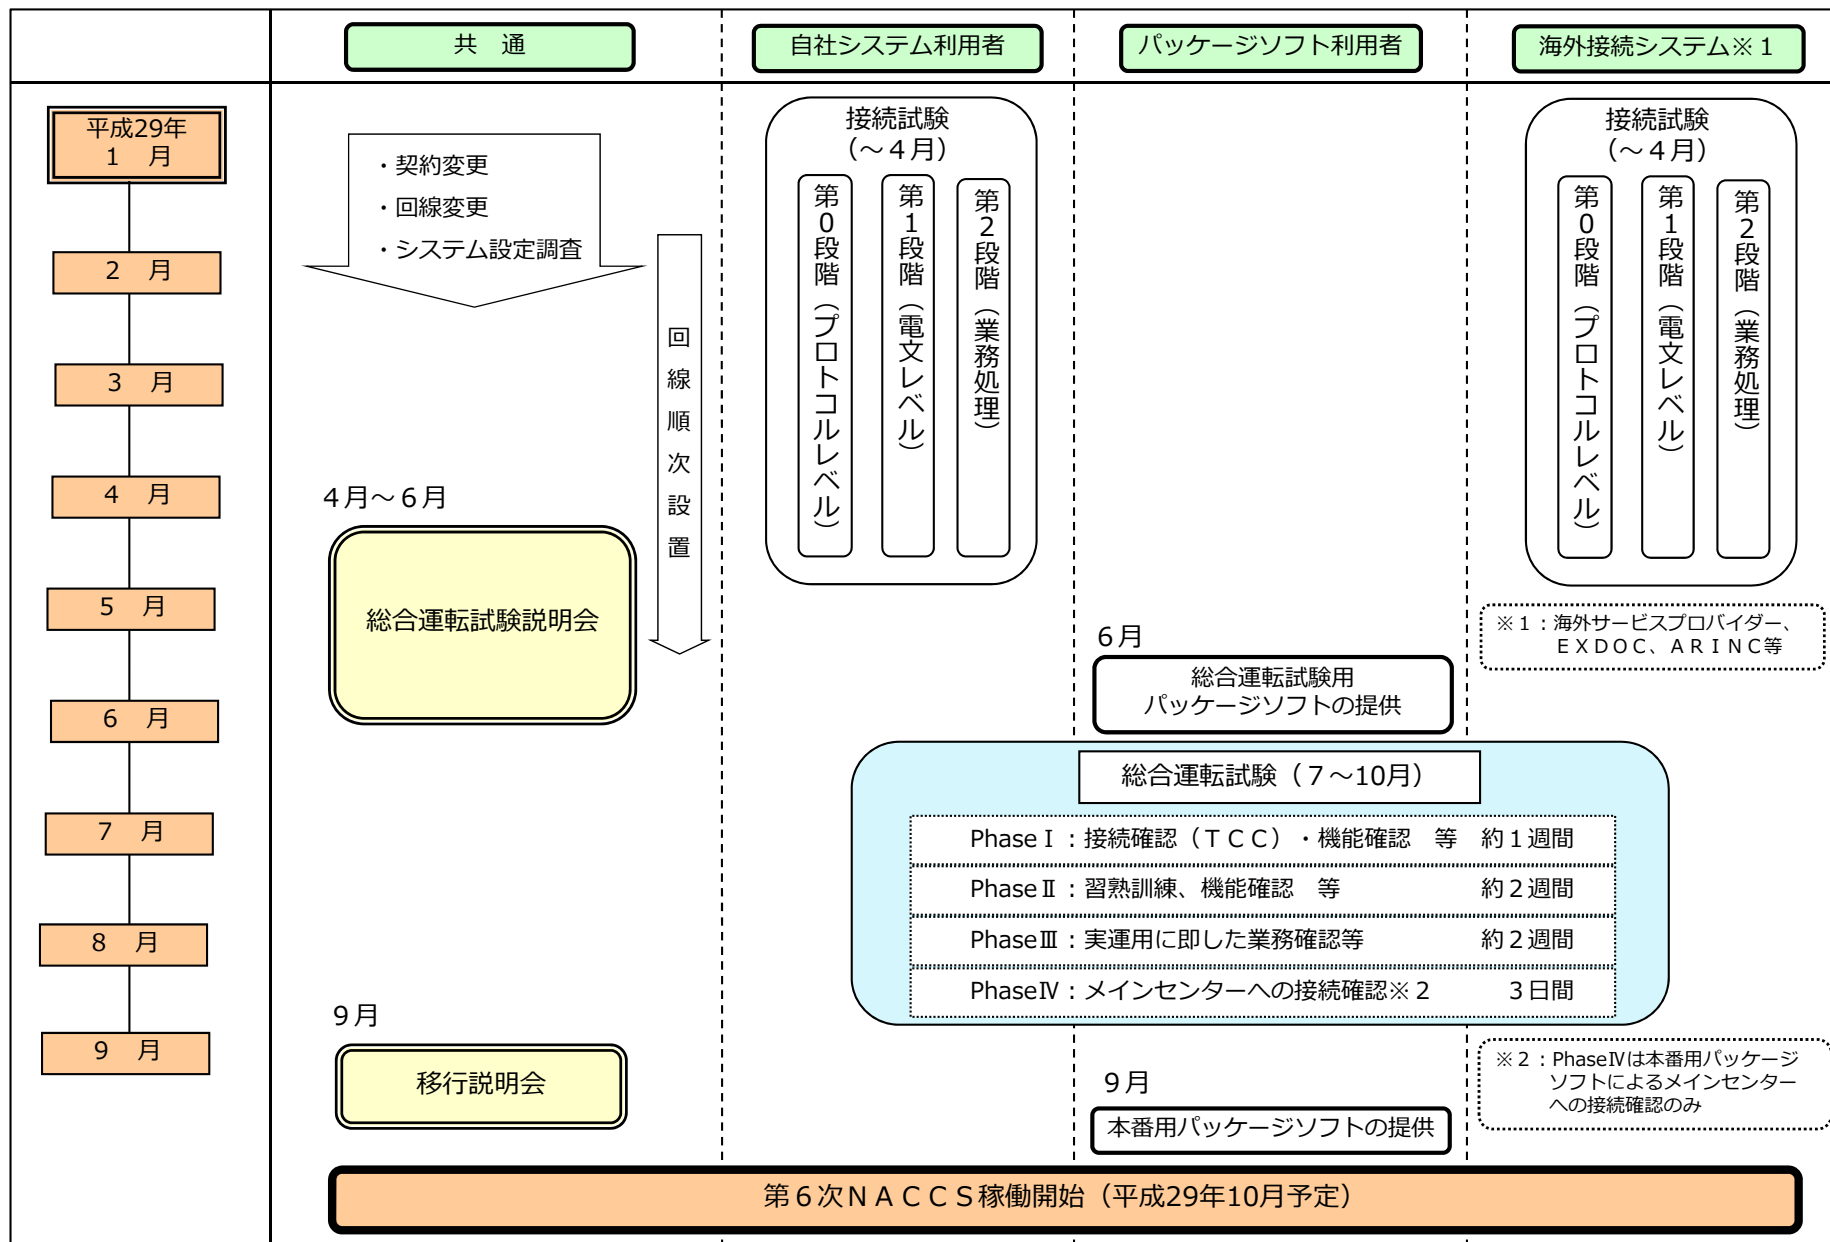 共　通
自社システム利用者
パッケージソフト利用者
海外接続システム※１
平成29年
１　月
２　月
３　月
４　月
５　月
６　月
７　月
８　月
９　月
・契約変更
・回線変更
・システム設定調査
回線順次設置
４月～６月
総合運転試験説明会
９月
移行説明会
接続試験
（～４月）
第０段階（プロトコルレベル）
第１段階（電文レベル）
第２段階（業務処理）
６月
総合運転試験用
パッケージソフトの提供
接続試験
（～４月）
第０段階（プロトコルレベル）
第１段階（電文レベル）
第２段階（業務処理）
※１：海外サービスプロバイダー、
ＥＸＤＯＣ、ＡＲＩＮＣ等
総合運転試験（７～10月）
PhaseⅠ：接続確認（ＴＣＣ）・機能確認　等　約１週間
PhaseⅡ：習熟訓練、機能確認　等　約２週間
PhaseⅢ：実運用に即した業務確認等　約２週間
PhaseⅣ：メインセンターへの接続確認※２　３日間
９月
本番用パッケージソフトの提供
※２：PhaseⅣは本番用パッケージ
ソフトによるメインセンター
への接続確認のみ
第６次ＮＡＣＣＳ稼働開始（平成29年10月予定）